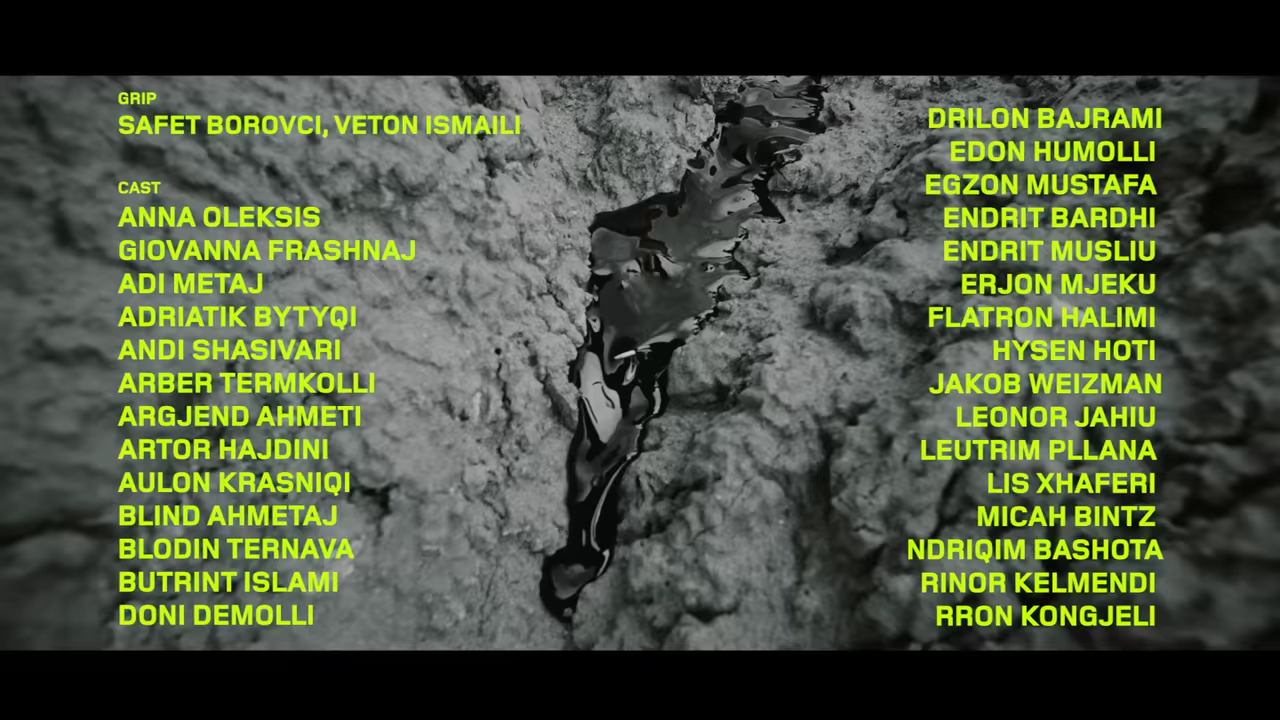 GRIP
SAFET BOROVCI, VETON ISMAILI
CAST
ANNA OLEKSIS
GIOVANNA FRASHNAJ
ADI METAJ
ADRIATIK BYTYQI
ANDI SHASIVARI
ARBER TERMKOLLI
ARGJEND AHMETI
ARTOR HAJDINI
AULON KRASNIQI
BLIND AHMETAJ
BLODIN TERNAVA
BUTRINT ISLAMI
DONI DEMOLLI
DRILON BAJRAMI
EDON HUMOLLI
EGZON MUSTAFA
ENDRIT BARDHI
ENDRIT MUSLIU
ERJON MJEKU
FLATRON HALIMI
HYSEN HOTI
JAKOB WEIZMAN
LEONOR JAHIU
LEUTRIM PLLANA
LIS XHAFERI
MICAH BINTZ
NDRIQIM BASHOTA
RINOR KELMENDI
RRON KONGJELI